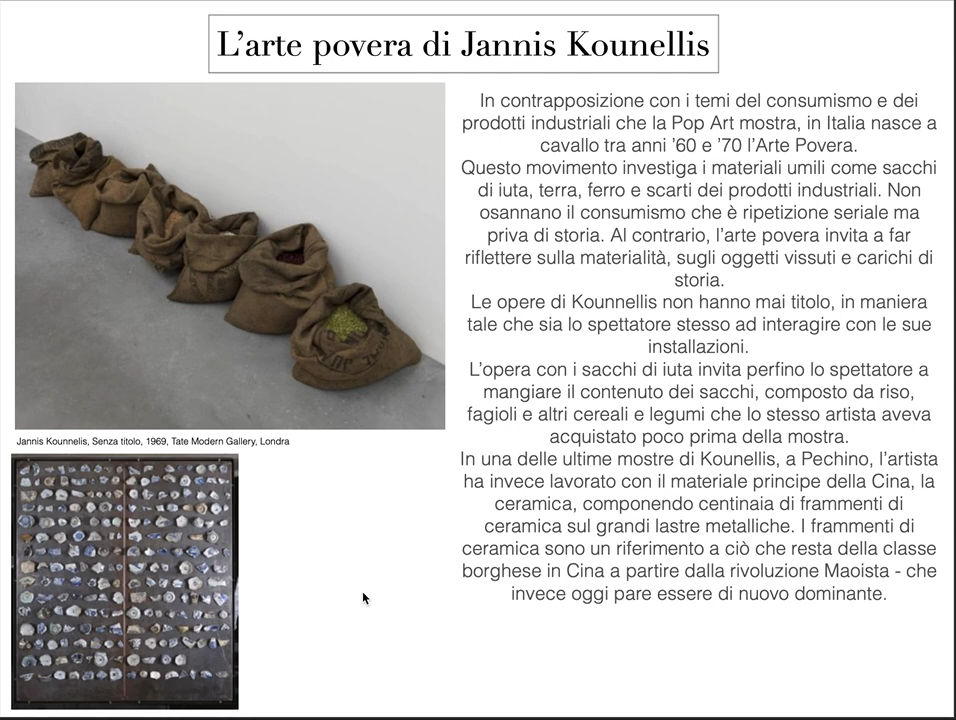 L'arte povera di Jannis Kounellis
In contrapposizione con i temi del consumismo e dei
prodotti industriali che la Pop Art mostra, in Italia nasce a
cavallo tra anni '60 e '70 l'Arte Povera.
Questo movimento investiga i materiali umili come sacchi
di iuta, terra, ferro e scarti dei prodotti industriali. Non
osannano il consumismo che è ripetizione seriale ma
priva di storia. Al contrario, l'arte povera invita a far
riflettere sulla materialità, sugli oggetti vissuti e carichi di
storia.
Le opere di Kounnellis non hanno mai titolo, in maniera
tale che sia lo spettatore stesso ad interagire con le sue
installazioni.
L'opera con i sacchi di iuta invita perfino lo spettatore a
mangiare il contenuto dei sacchi, composto da riso,
fagioli e altri cereali e legumi che lo stesso artista aveva
acquistato poco prima della mostra.
In una delle ultime mostre di Kounellis, a Pechino, l'artista
ha invece lavorato con il materiale principe della Cina, la
ceramica, componendo centinaia di frammenti di
ceramica sul grandi lastre metalliche. I frammenti di
ceramica sono un riferimento a ciò che resta della classe
borghese in Cina a partire dalla rivoluzione Maoista - che
invece oggi pare essere di nuovo dominante.
Jannis Kounnelis, Senza titolo, 1969, Tate Modern Gallery, Londra